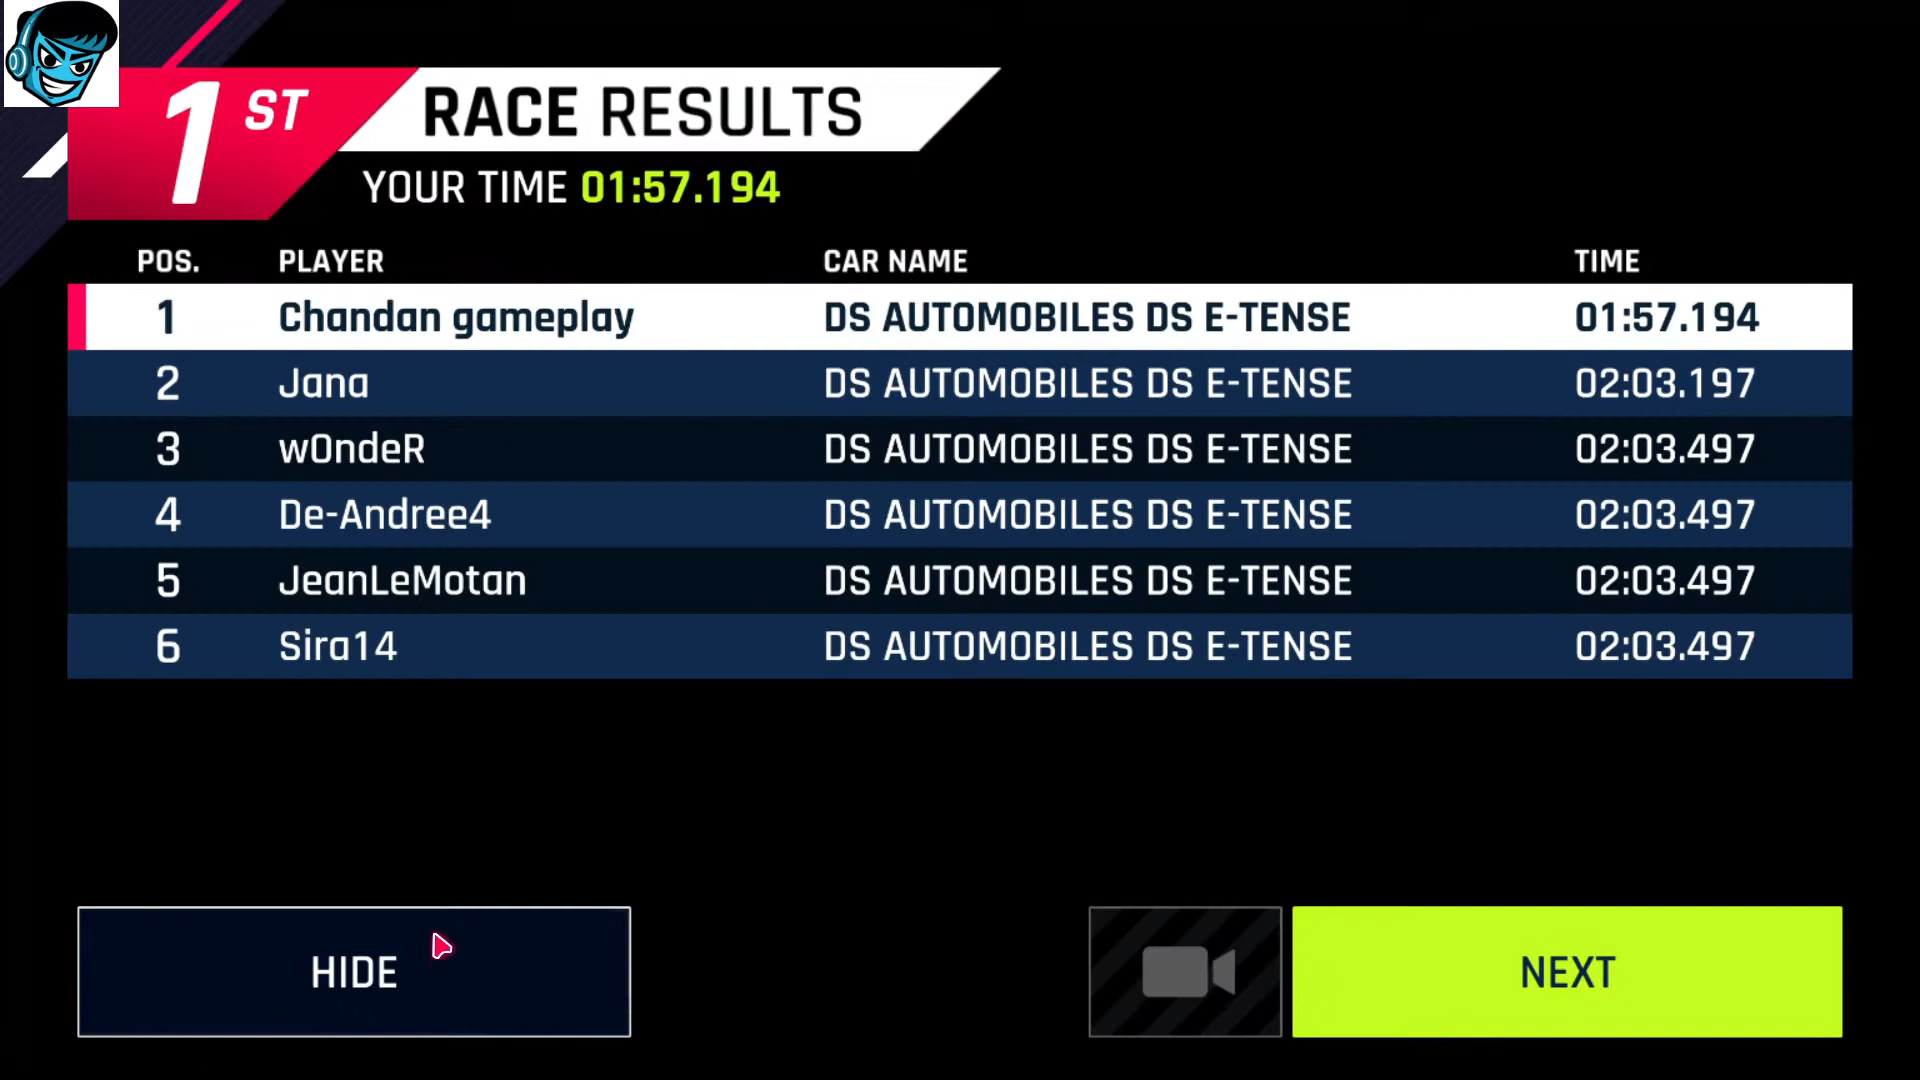 1ST RACE RESULTS
YOUR TIME 01:57.194
POS. PLAYER CAR NAME TIME
1 Chandan gameplay DS AUTOMOBILES DS E-TENSE 01:57.194
2 Jana DS AUTOMOBILES DS E-TENSE 02:03.197
3 w0ndeR DS AUTOMOBILES DS E-TENSE 02:03.497
4 De-Andree4 DS AUTOMOBILES DS E-TENSE 02:03.497
5 JeanLeMotan DS AUTOMOBILES DS E-TENSE 02:03.497
6 Sira14 DS AUTOMOBILES DS E-TENSE 02:03.497
HIDE NEXT